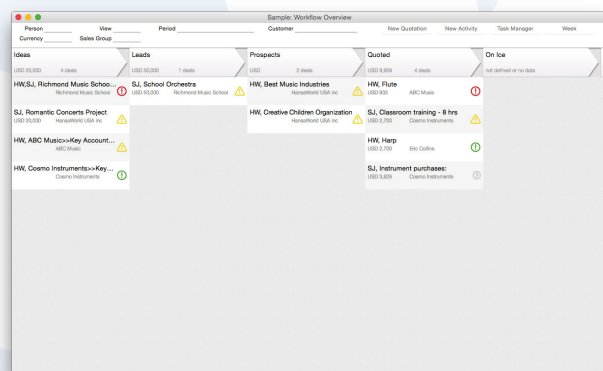 Sample: Workflow Overview
Person View Period Customer New Quotation New Activity Task Manager Week
Currency Sales Group
Ideas Leads Prospects Quoted On Ice
USD 20,000 4 deals USD 50,000 1 deals USD 2 deals USD 9,859 4 deals not defined or no data
HW,SJ, Richmond Music Schoo... SJ, School Orchestra HW, Best Music Industries HW, Flute
Richmond Music School USD 50,000 Richmond Music School HansaWorld USA inc USD 933 ABC Music
SJ, Romantic Concerts Project HW, Creative Children Organization SJ, Classroom training - 8 hrs
USD 20,000 HansaWorld USA inc HansaWorld USA inc USD 2,700 Cosmo Instruments
HW, ABC Music>>Key Account... HW, Harp
ABC Music USD 2,700 Eric Collins
HW, Cosmo Instruments>>Key... SJ, Instrument purchases:
Cosmo Instruments USD 3,826 Cosmo Instruments